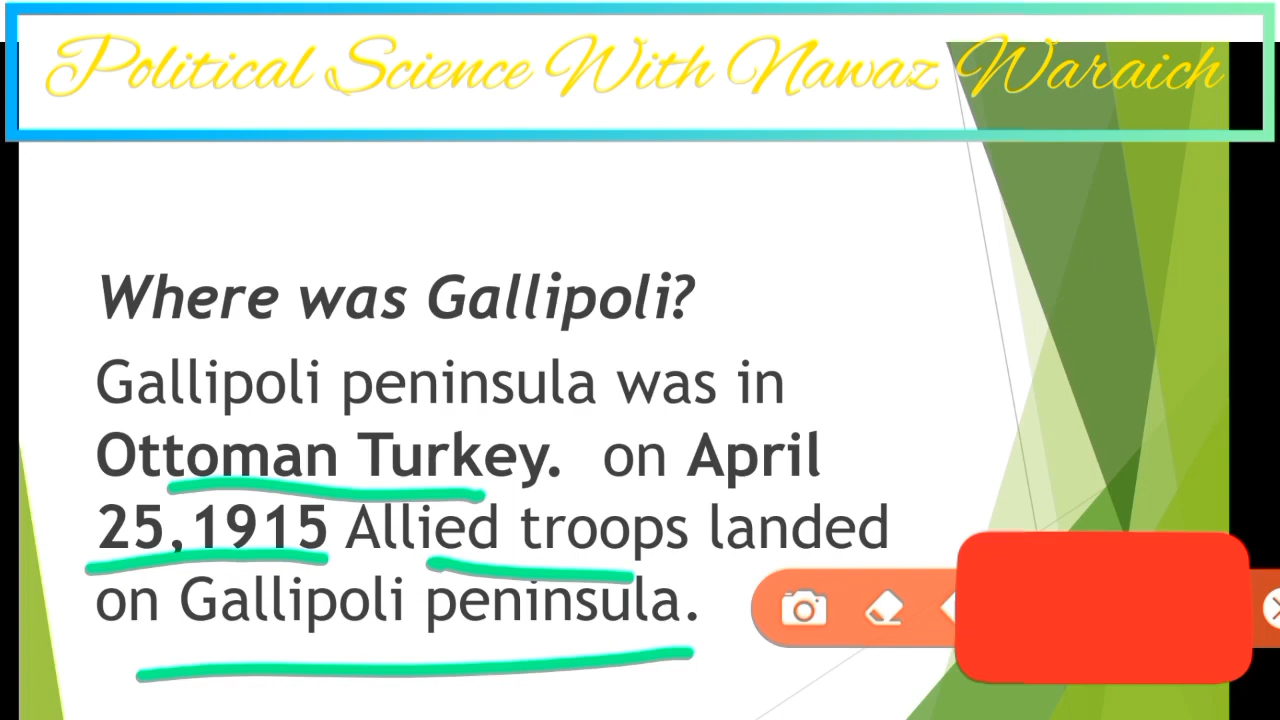 Political Science With Nawaz Waraich
Where was Gallipoli?
Gallipoli peninsula was in
Ottoman Turkey. on April
25,1915 Allied troops landed
on Gallipoli peninsula.